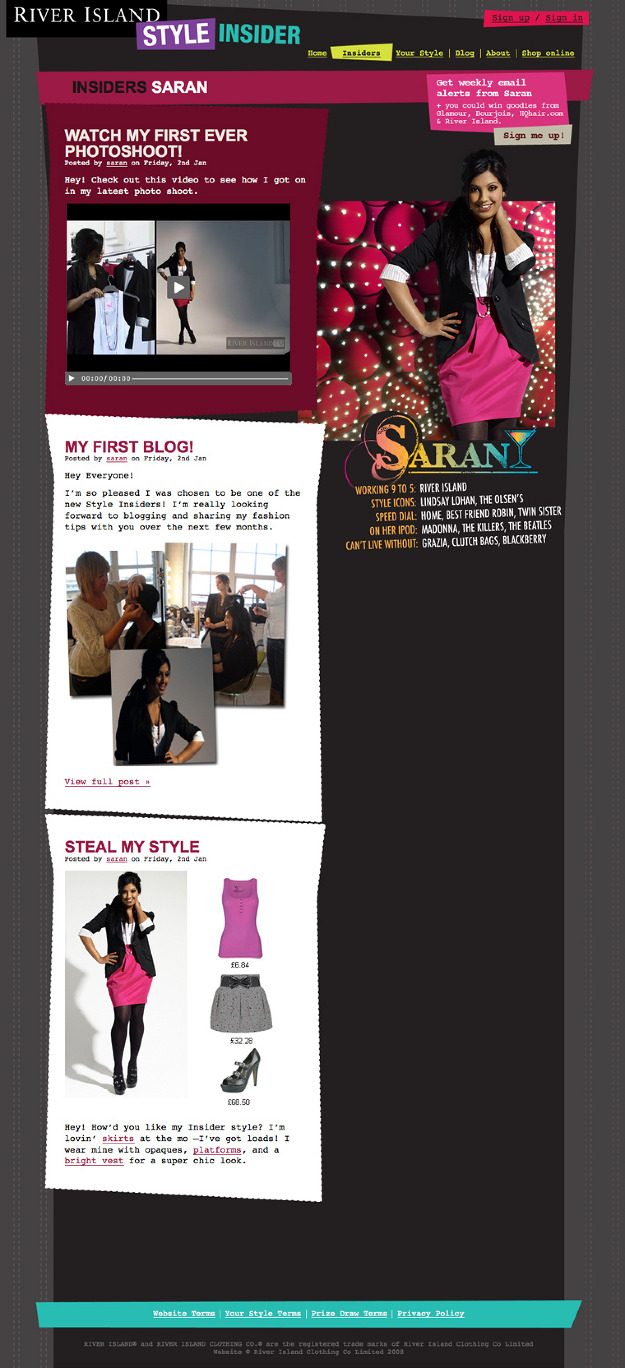 RIVER ISLAND
STYLE INSIDER
Sign up / Sign in
Home | Insiders | Your Style | Blog | About | Shop online
INSIDERS SARAN
Get weekly email
alerts from Saran
+ you could win goodies from
Glamour, Bourjois, HQhair.com
& River Island.
Sign me up!
WATCH MY FIRST EVER
PHOTOSHOOT!
Posted by saran on Friday, 2nd Jan
Hey! Check out this video to see how I got on
in my latest photo shoot.
RIVER ISLAND TV
00:00/00:00
SARAN
WORKING 9 TO 5: RIVER ISLAND
STYLE ICONS: LINDSAY LOHAN, THE OLSEN'S
SPEED DIAL: HOME, BEST FRIEND ROBIN, TWIN SISTER
ON HER IPOD: MADONNA, THE KILLERS, THE BEATLES
CAN'T LIVE WITHOUT: GRAZIA, CLUTCH BAGS, BLACKBERRY
MY FIRST BLOG!
Posted by saran on Friday, 2nd Jan
Hey Everyone!
I'm so pleased I was chosen to be one of the
new Style Insiders! I'm really looking
forward to blogging and sharing my fashion
tips with you over the next few months.
View full post »
STEAL MY STYLE
Posted by saran on Friday, 2nd Jan
£6.84
£32.28
£68.50
Hey! How'd you like my Insider style? I'm
lovin' skirts at the mo –I've got loads! I
wear mine with opaques, platforms, and a
bright vest for a super chic look.
Website Terms | Your Style Terms | Prize Draw Terms | Privacy Policy
RIVER ISLAND® and RIVER ISLAND CLOTHING CO.® are the registered trade marks of River Island Clothing Co Limited
Website © River Island Clothing Co Limited 2008